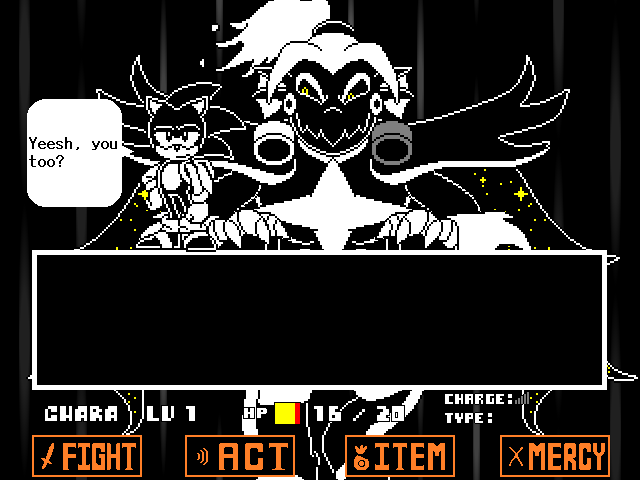 Yeesh, you
too?
CHARA LV 1 HP 16 / 20 CHARGE:
TYPE:
FIGHT ACT ITEM MERCY